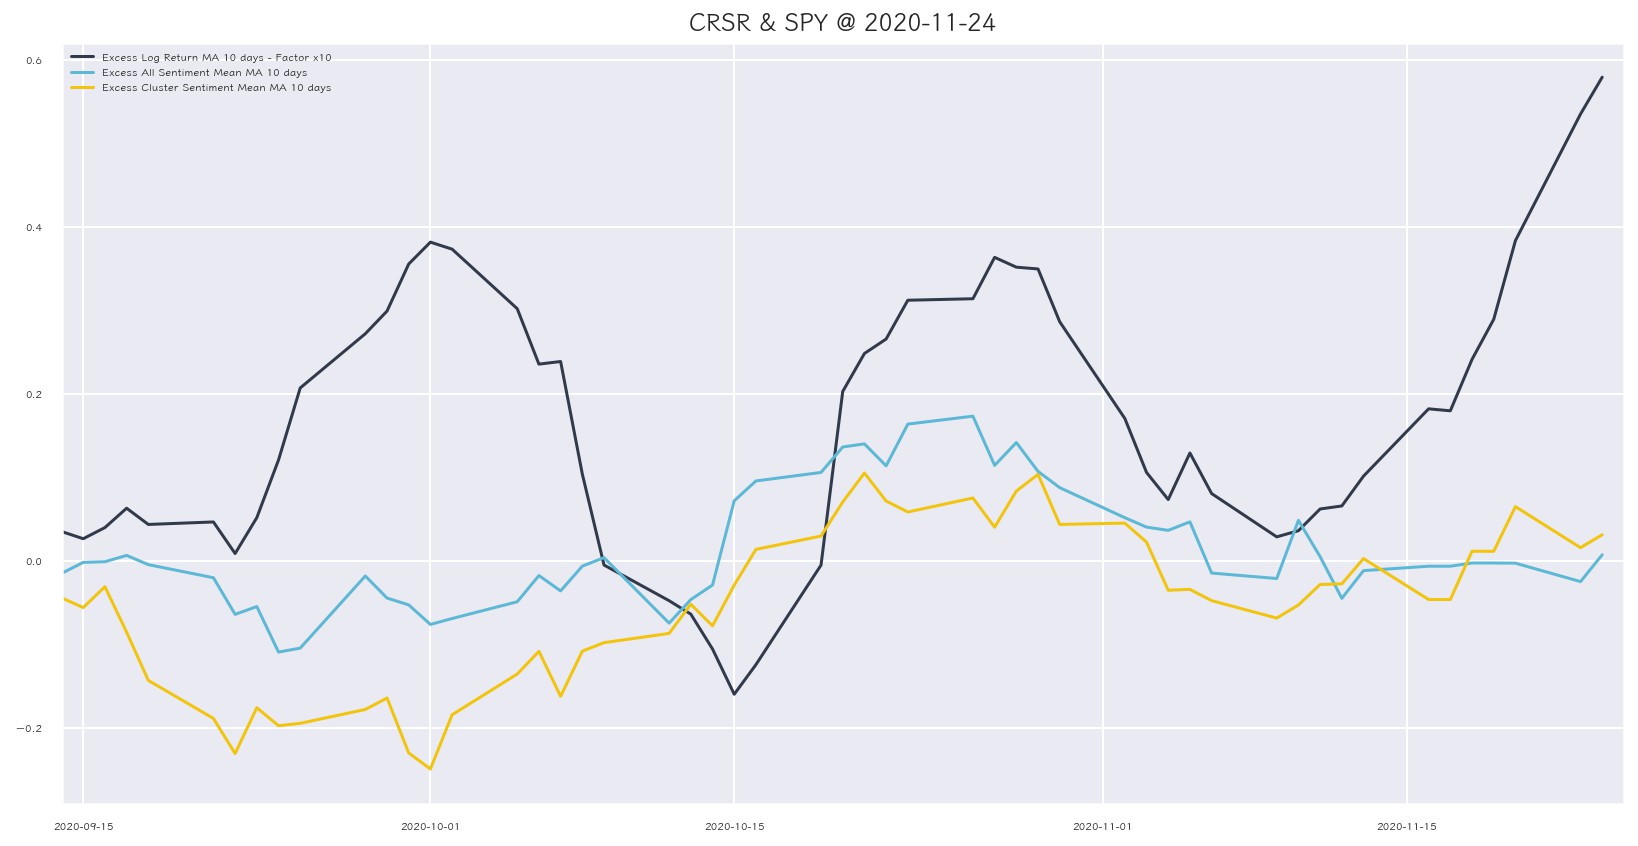 CRSR & SPY @ 2020-11-24
Excess Log Return MA 10 days - Factor x10
Excess All Sentiment Mean MA 10 days
Excess Cluster Sentiment Mean MA 10 days
0.6
0.4
0.2
0.0
−0.2
2020-09-15 2020-10-01 2020-10-15 2020-11-01 2020-11-15